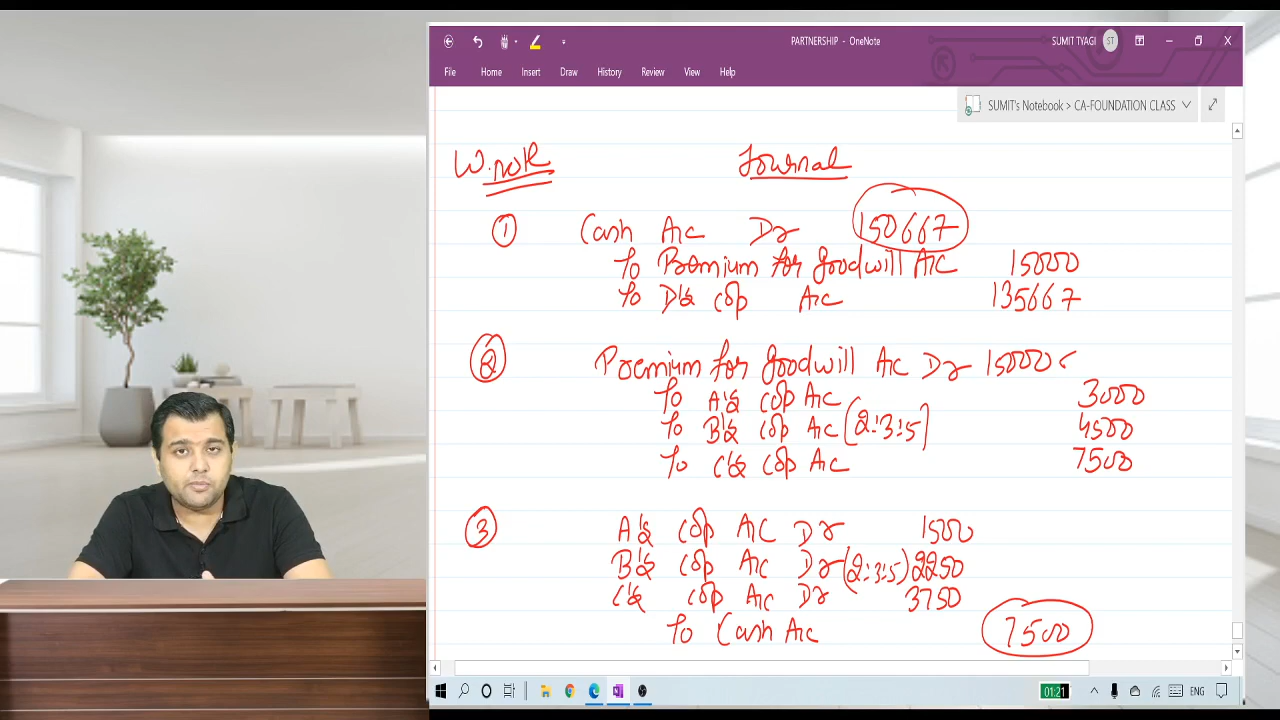 PARTNERSHIP - OneNote
SUMIT TYAGI ST
File Home Insert Draw History Review View Help
SUMIT's Notebook > CA-FOUNDATION CLASS
W.note Journal
① Cash A/c Dr 150667
To Premium for goodwill A/c 15000
To D's cap A/c 135667
② Premium for goodwill A/c Dr 15000
To A's cap A/c 3000
To B's cap A/c (2:3:5) 4500
To C's cap A/c 7500
③ A's cap A/c Dr 1500
B's cap A/c Dr (2:3:5) 2250
C's cap A/c Dr 3750
To Cash A/c 7500
01:21 ENG